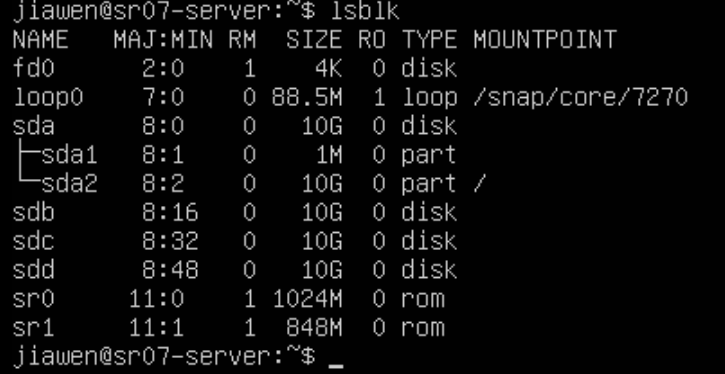 jiawen@sr07-server:~$ lsblk
NAME   MAJ:MIN RM  SIZE RO TYPE MOUNTPOINT
fd0      2:0    1    4K  0 disk
loop0    7:0    0 88.5M  1 loop /snap/core/7270
sda      8:0    0   10G  0 disk
├─sda1   8:1    0    1M  0 part
└─sda2   8:2    0   10G  0 part /
sdb      8:16   0   10G  0 disk
sdc      8:32   0   10G  0 disk
sdd      8:48   0   10G  0 disk
sr0     11:0    1 1024M  0 rom
sr1     11:1    1  848M  0 rom
jiawen@sr07-server:~$ _